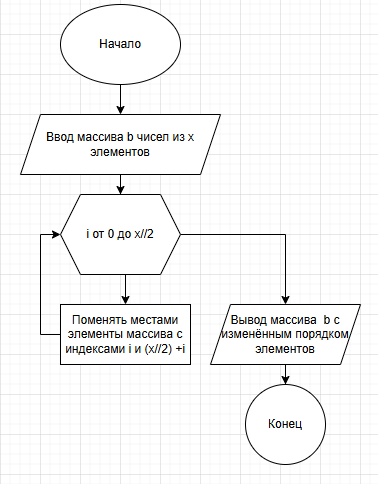 Начало
Ввод массива b чисел из x
элементов
i от 0 до x//2
Поменять местами
элементы массива с
индексами i и (x//2) +i
Вывод массива b с
изменённым порядком
элементов
Конец